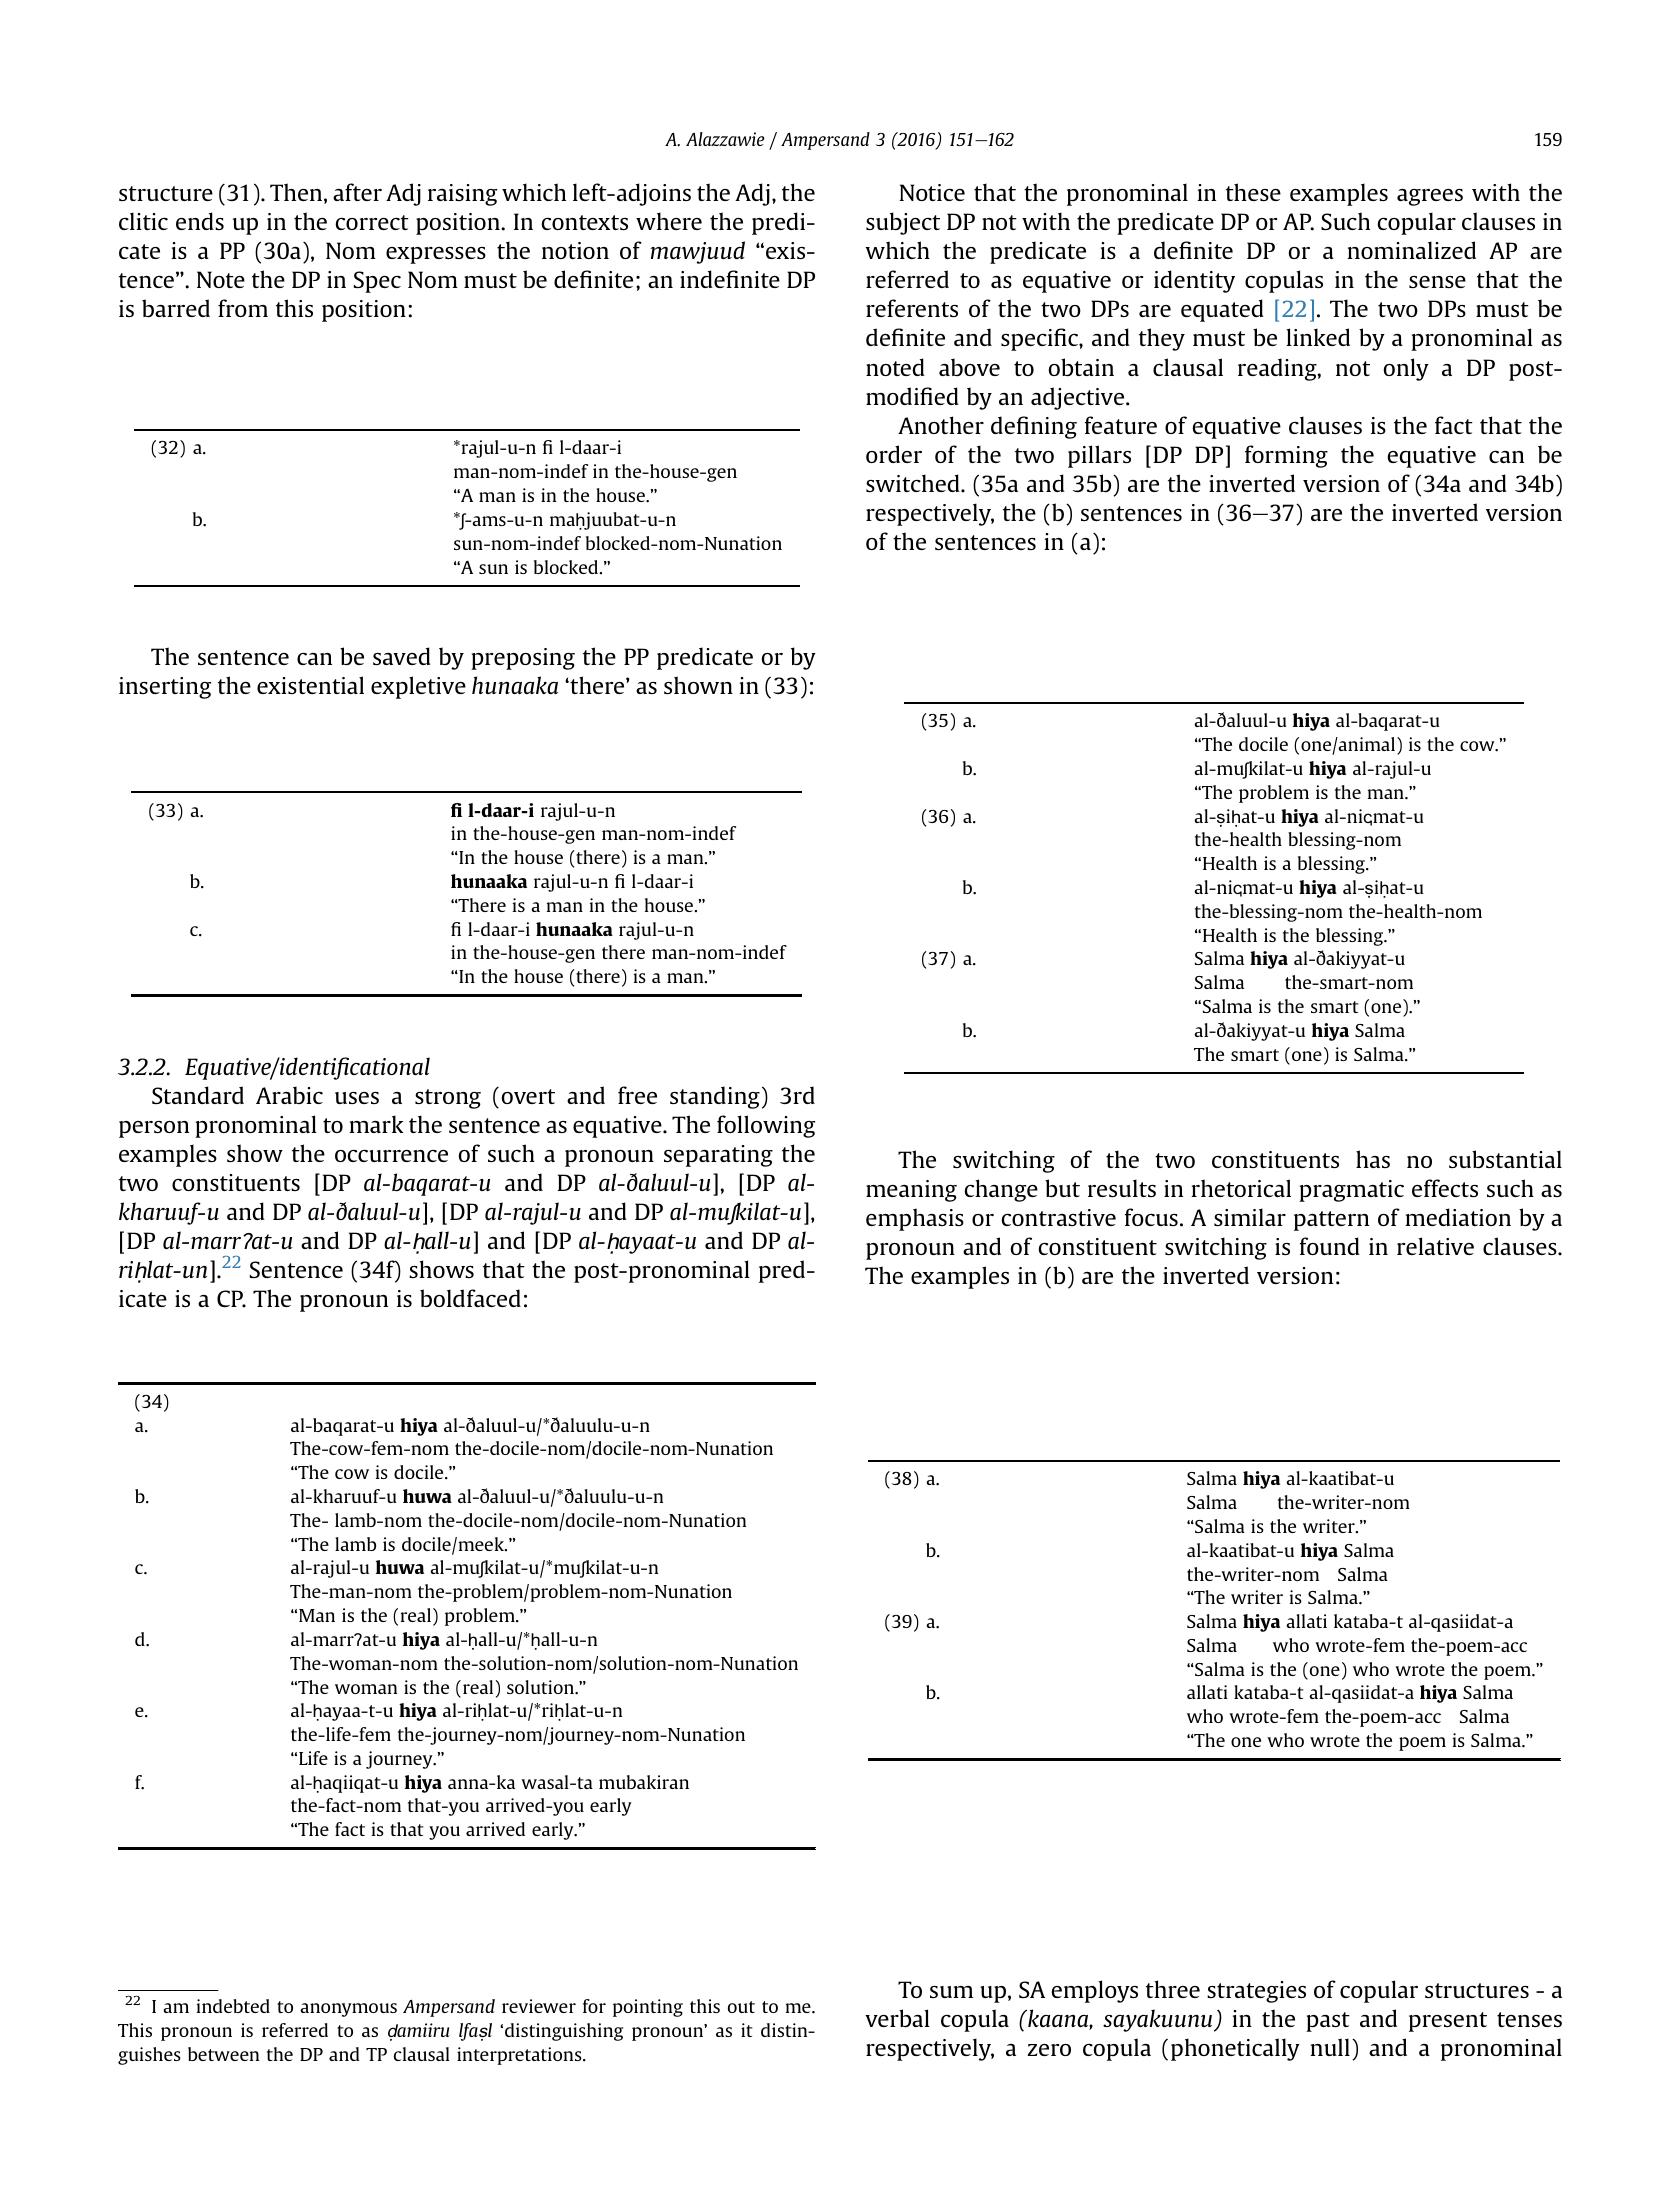 A. Alazzawie / Ampersand 3 (2016) 151–162
159
structure (31). Then, after Adj raising which left-adjoins the Adj, the
clitic ends up in the correct position. In contexts where the predi-
cate is a PP (30a), Nom expresses the notion of mawjuud “exis-
tence”. Note the DP in Spec Nom must be definite; an indefinite DP
is barred from this position:
(32) a. *rajul-u-n fi l-daar-i
man-nom-indef in the-house-gen
“A man is in the house.”
b. *ʃ-ams-u-n maḥjuubat-u-n
sun-nom-indef blocked-nom-Nunation
“A sun is blocked.”
The sentence can be saved by preposing the PP predicate or by
inserting the existential expletive hunaaka ‘there’ as shown in (33):
(33) a. fi l-daar-i rajul-u-n
in the-house-gen man-nom-indef
“In the house (there) is a man.”
b. hunaaka rajul-u-n fi l-daar-i
“There is a man in the house.”
c. fi l-daar-i hunaaka rajul-u-n
in the-house-gen there man-nom-indef
“In the house (there) is a man.”
3.2.2. Equative/identificational
Standard Arabic uses a strong (overt and free standing) 3rd
person pronominal to mark the sentence as equative. The following
examples show the occurrence of such a pronoun separating the
two constituents [DP al-baqarat-u and DP al-ðaluul-u], [DP al-
kharuuf-u and DP al-ðaluul-u], [DP al-rajul-u and DP al-muʃkilat-u],
[DP al-marrʔat-u and DP al-ḥall-u] and [DP al-ḥayaat-u and DP al-
riḥlat-un].22 Sentence (34f) shows that the post-pronominal pred-
icate is a CP. The pronoun is boldfaced:
(34)
a. al-baqarat-u hiya al-ðaluul-u/*ðaluulu-u-n
The-cow-fem-nom the-docile-nom/docile-nom-Nunation
“The cow is docile.”
b. al-kharuuf-u huwa al-ðaluul-u/*ðaluulu-u-n
The- lamb-nom the-docile-nom/docile-nom-Nunation
“The lamb is docile/meek.”
c. al-rajul-u huwa al-muʃkilat-u/*muʃkilat-u-n
The-man-nom the-problem/problem-nom-Nunation
“Man is the (real) problem.”
d. al-marrʔat-u hiya al-ḥall-u/*ḥall-u-n
The-woman-nom the-solution-nom/solution-nom-Nunation
“The woman is the (real) solution.”
e. al-ḥayaa-t-u hiya al-riḥlat-u/*riḥlat-u-n
the-life-fem the-journey-nom/journey-nom-Nunation
“Life is a journey.”
f. al-ḥaqiiqat-u hiya anna-ka wasal-ta mubakiran
the-fact-nom that-you arrived-you early
“The fact is that you arrived early.”
22 I am indebted to anonymous Ampersand reviewer for pointing this out to me.
This pronoun is referred to as ḍamiiru lfaṣl ‘distinguishing pronoun’ as it distin-
guishes between the DP and TP clausal interpretations.
Notice that the pronominal in these examples agrees with the
subject DP not with the predicate DP or AP. Such copular clauses in
which the predicate is a definite DP or a nominalized AP are
referred to as equative or identity copulas in the sense that the
referents of the two DPs are equated [22]. The two DPs must be
definite and specific, and they must be linked by a pronominal as
noted above to obtain a clausal reading, not only a DP post-
modified by an adjective.
Another defining feature of equative clauses is the fact that the
order of the two pillars [DP DP] forming the equative can be
switched. (35a and 35b) are the inverted version of (34a and 34b)
respectively, the (b) sentences in (36–37) are the inverted version
of the sentences in (a):
(35) a. al-ðaluul-u hiya al-baqarat-u
“The docile (one/animal) is the cow.”
b. al-muʃkilat-u hiya al-rajul-u
“The problem is the man.”
(36) a. al-ṣiḥat-u hiya al-niƍmat-u
the-health blessing-nom
“Health is a blessing.”
b. al-niƍmat-u hiya al-ṣiḥat-u
the-blessing-nom the-health-nom
“Health is the blessing.”
(37) a. Salma hiya al-ðakiyyat-u
Salma the-smart-nom
“Salma is the smart (one).”
b. al-ðakiyyat-u hiya Salma
The smart (one) is Salma.”
The switching of the two constituents has no substantial
meaning change but results in rhetorical pragmatic effects such as
emphasis or contrastive focus. A similar pattern of mediation by a
pronoun and of constituent switching is found in relative clauses.
The examples in (b) are the inverted version:
(38) a. Salma hiya al-kaatibat-u
Salma the-writer-nom
“Salma is the writer.”
b. al-kaatibat-u hiya Salma
the-writer-nom Salma
“The writer is Salma.”
(39) a. Salma hiya allati kataba-t al-qasiidat-a
Salma who wrote-fem the-poem-acc
“Salma is the (one) who wrote the poem.”
b. allati kataba-t al-qasiidat-a hiya Salma
who wrote-fem the-poem-acc Salma
“The one who wrote the poem is Salma.”
To sum up, SA employs three strategies of copular structures - a
verbal copula (kaana, sayakuunu) in the past and present tenses
respectively, a zero copula (phonetically null) and a pronominal